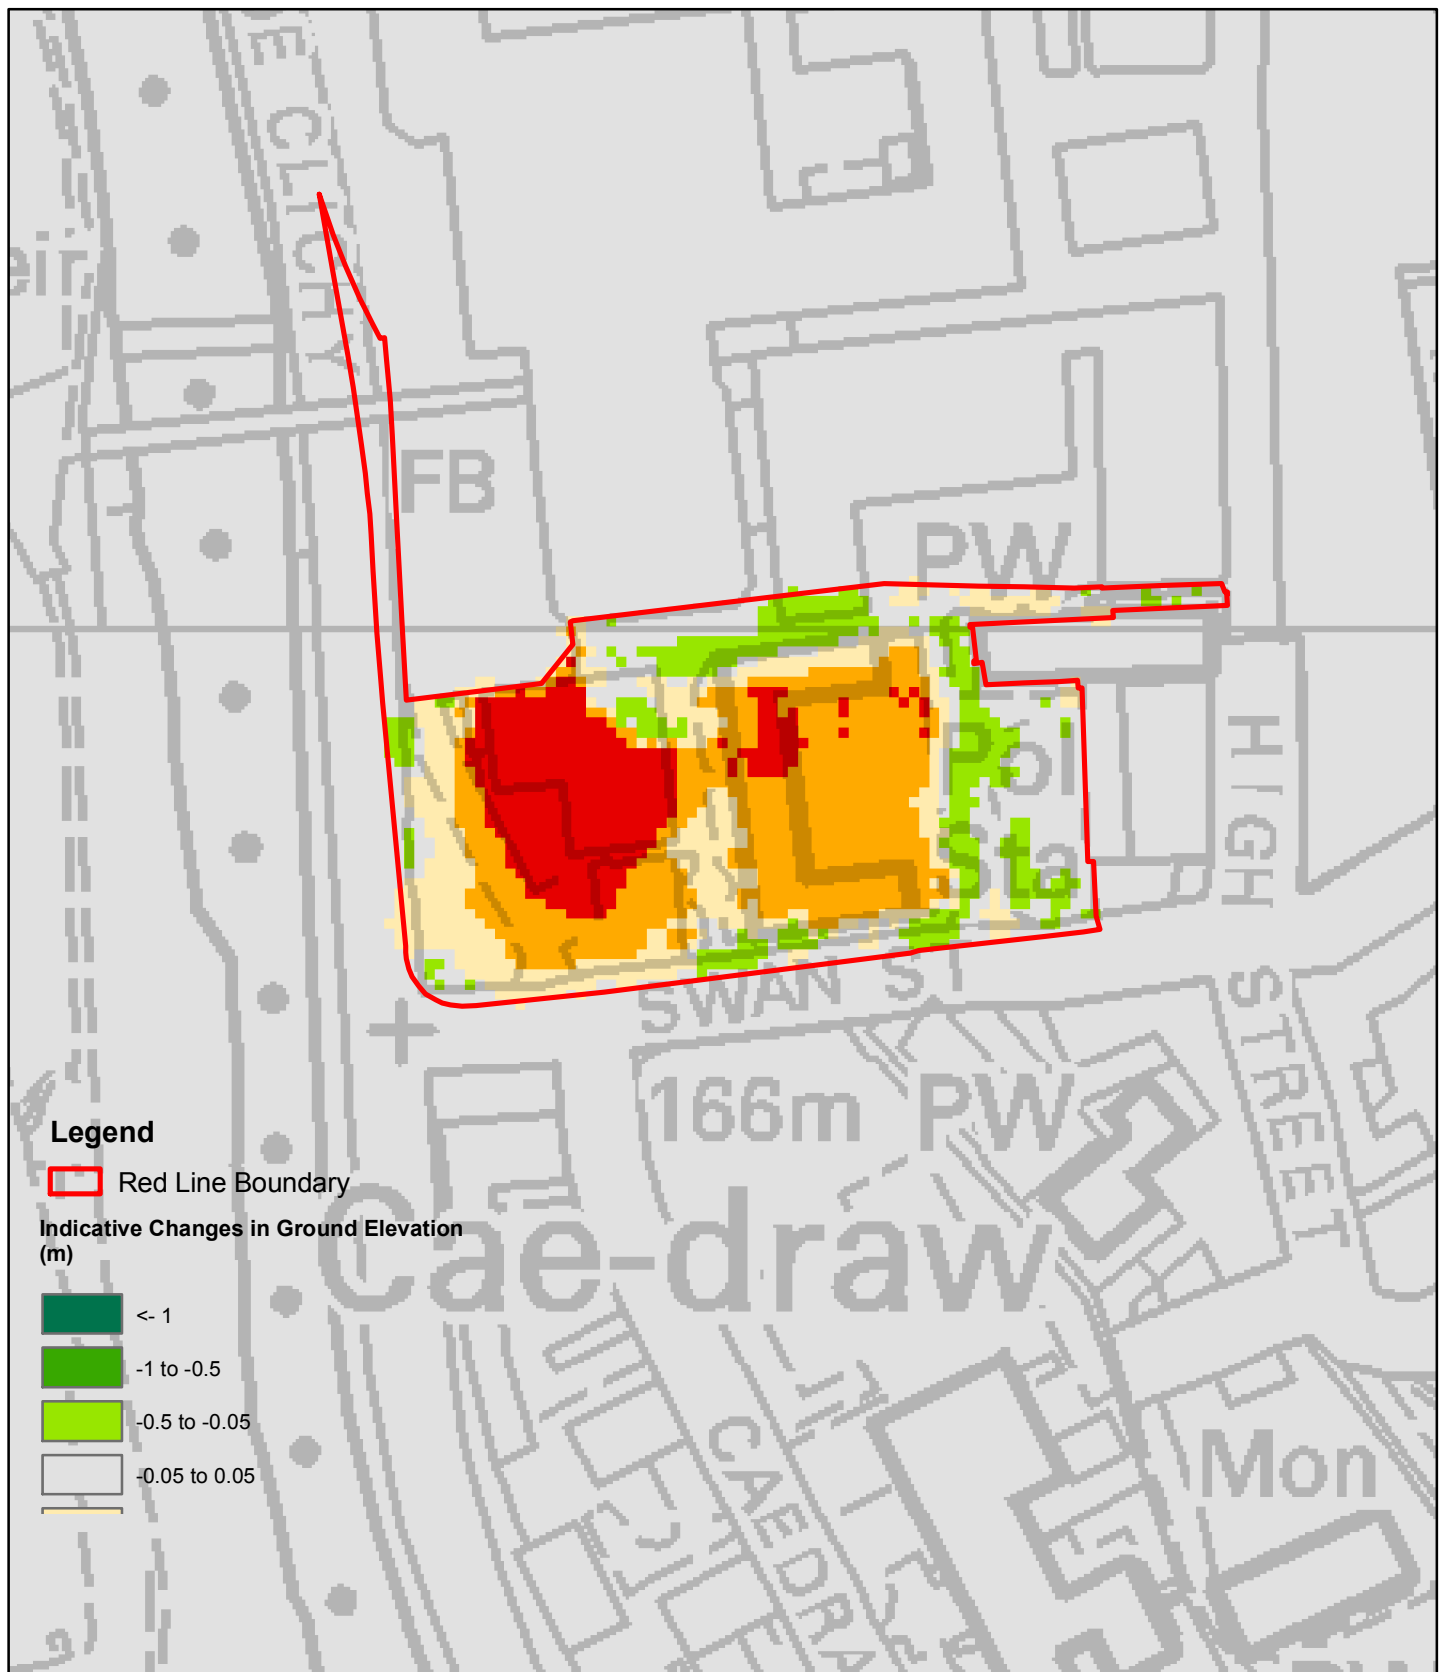 CLICHY
FB
PW
Pol
Sta
HIGH
STREET
SWAN ST
166m
PW
Cae-draw
Mon
Legend
Red Line Boundary
Indicative Changes in Ground Elevation
(m)
<- 1
-1 to -0.5
-0.5 to -0.05
-0.05 to 0.05